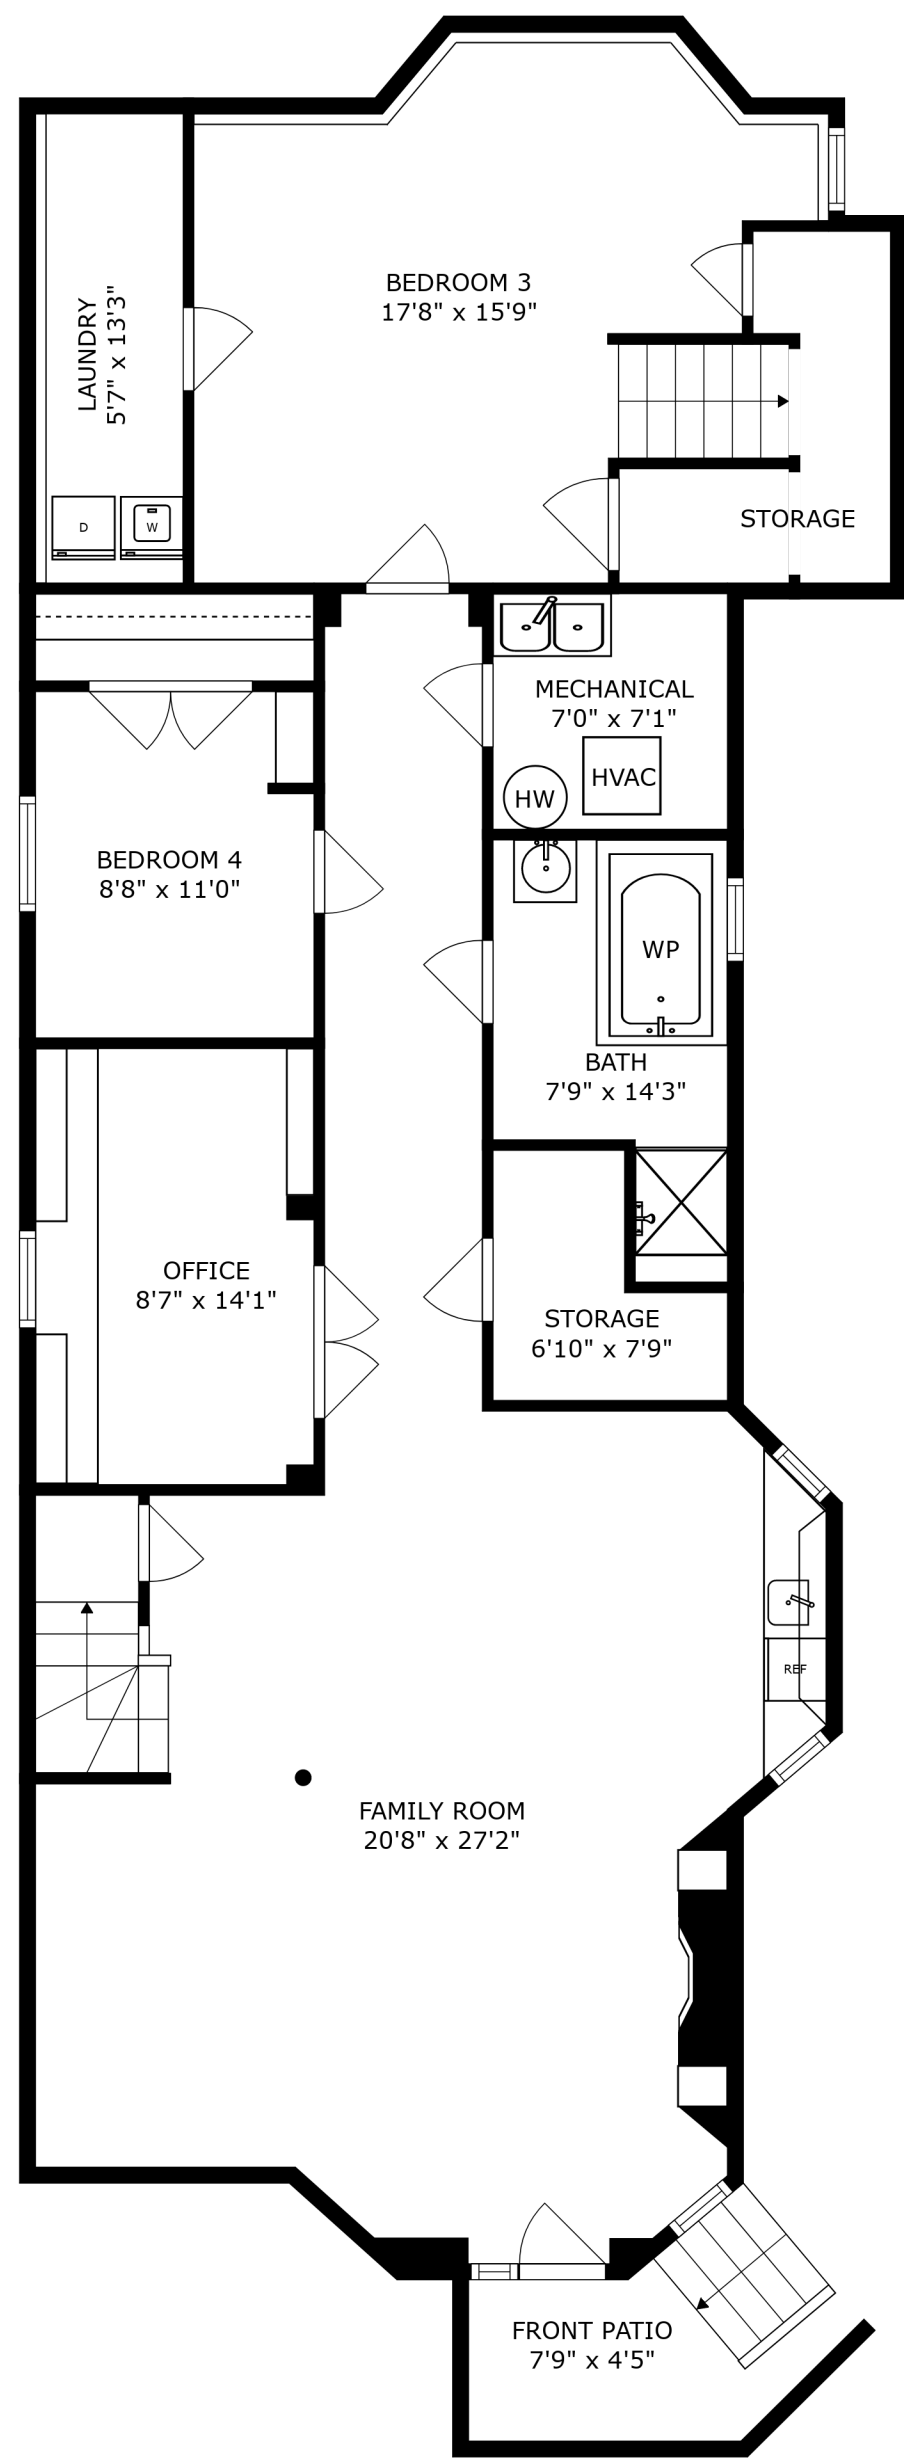 BEDROOM 3
17'8" x 15'9"
LAUNDRY
5'7" x 13'3"
D
W
STORAGE
MECHANICAL
7'0" x 7'1"
HVAC
HW
BEDROOM 4
8'8" x 11'0"
WP
BATH
7'9" x 14'3"
OFFICE
8'7" x 14'1"
STORAGE
6'10" x 7'9"
REF
FAMILY ROOM
20'8" x 27'2"
FRONT PATIO
7'9" x 4'5"